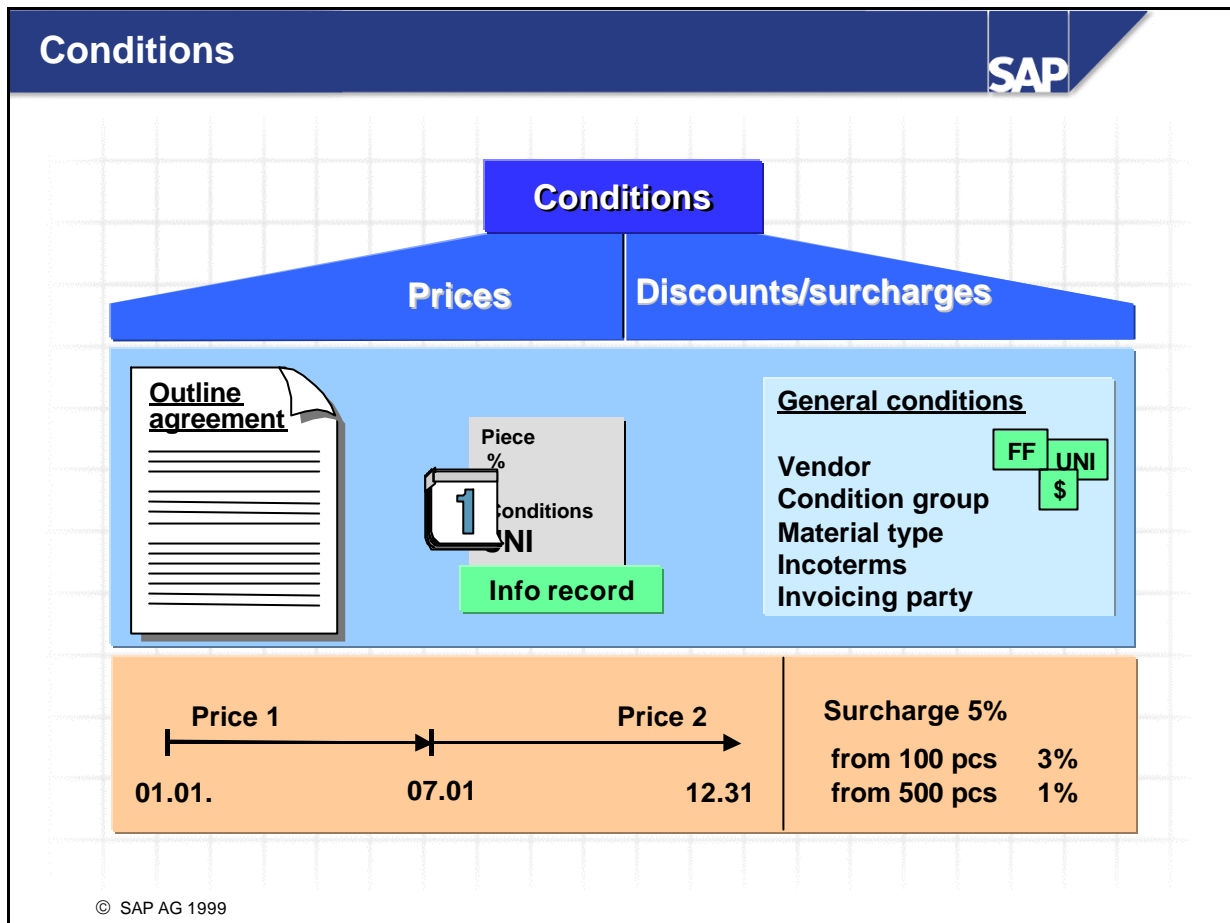 Conditions
SAP
Conditions
Prices
Discounts/surcharges
Outline
agreement
Piece
%
1
Conditions
UNI
Info record
General conditions
Vendor
Condition group
Material type
Incoterms
Invoicing party
FF
UNI
$
Price 1
Price 2
01.01.
07.01
12.31
Surcharge 5%
from 100 pcs 3%
from 500 pcs 1%
© SAP AG 1999